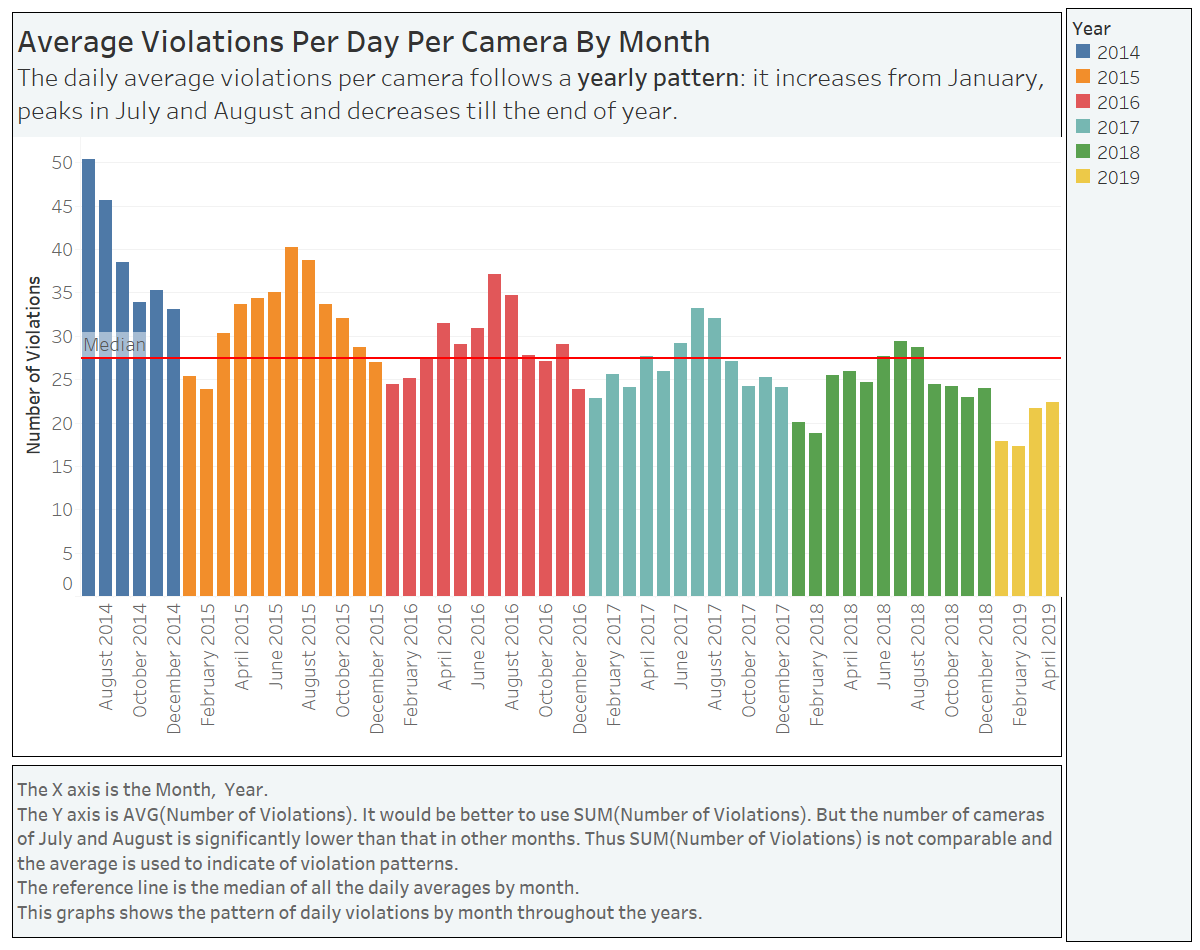 Average Violations Per Day Per Camera By Month
The daily average violations per camera follows a yearly pattern: it increases from January,
peaks in July and August and decreases till the end of year.
Year
2014
2015
2016
2017
2018
2019
Number of Violations
50
45
40
35
30
25
20
15
10
5
0
Median
August 2014
October 2014
December 2014
February 2015
April 2015
June 2015
August 2015
October 2015
December 2015
February 2016
April 2016
June 2016
August 2016
October 2016
December 2016
February 2017
April 2017
June 2017
August 2017
October 2017
December 2017
February 2018
April 2018
June 2018
August 2018
October 2018
December 2018
February 2019
April 2019
The X axis is the Month, Year.
The Y axis is AVG(Number of Violations). It would be better to use SUM(Number of Violations). But the number of cameras
of July and August is significantly lower than that in other months. Thus SUM(Number of Violations) is not comparable and
the average is used to indicate of violation patterns.
The reference line is the median of all the daily averages by month.
This graphs shows the pattern of daily violations by month throughout the years.